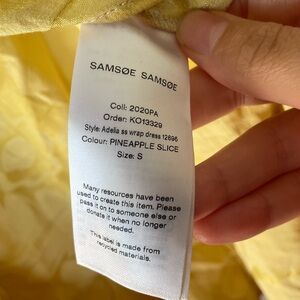 SAMSØE SAMSØE
Coll: 2020PA
Order: KO13329
Style: Adelia ss wrap dress 12696
Colour: PINEAPPLE SLICE
Size: S
Many resources have been
used to create this item. Please
pass it on to someone else or
donate it when no longer
needed.
This label is made from
recycled materials.